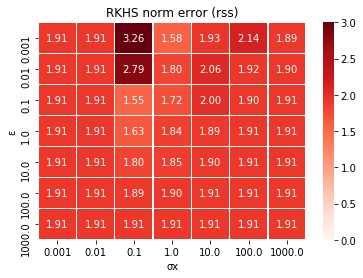 RKHS norm error (rss)
1.91 1.91 3.26 1.58 1.93 2.14 1.89
1.91 1.91 2.79 1.80 2.06 1.92 1.90
1.91 1.91 1.55 1.72 2.00 1.90 1.91
1.91 1.91 1.63 1.84 1.89 1.91 1.91
1.91 1.91 1.80 1.85 1.90 1.91 1.91
1.91 1.91 1.89 1.90 1.91 1.91 1.91
1.91 1.91 1.91 1.91 1.91 1.91 1.91
0.001
0.01
0.1
1.0
10.0
100.0
1000.0
ε
0.001 0.01 0.1 1.0 10.0 100.0 1000.0
σx
3.0
2.5
2.0
1.5
1.0
0.5
0.0